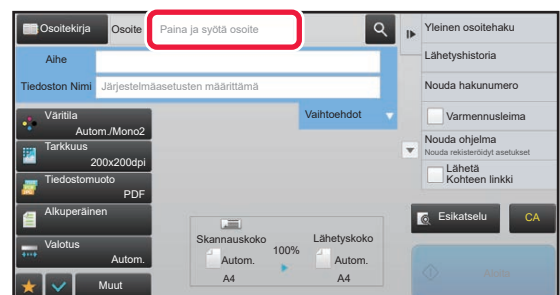 Osoitekirja
Osoite
Paina ja syötä osoite
Aihe
Tiedoston Nimi
Järjestelmäasetusten määrittämä
Vaihtoehdot
Väritila
Autom./Mono2
Tarkkuus
200x200dpi
Tiedostomuoto
PDF
Alkuperäinen
Valotus
Autom.
Muut
Skannauskoko
Autom.
A4
100%
Lähetyskoko
Autom.
A4
Yleinen osoitehaku
Lähetyshistoria
Nouda hakunumero
Varmennusleima
Nouda ohjelma
Nouda rekisteröidyt asetukset
Lähetä
Kohteen linkki
Esikatselu
CA
Aloita